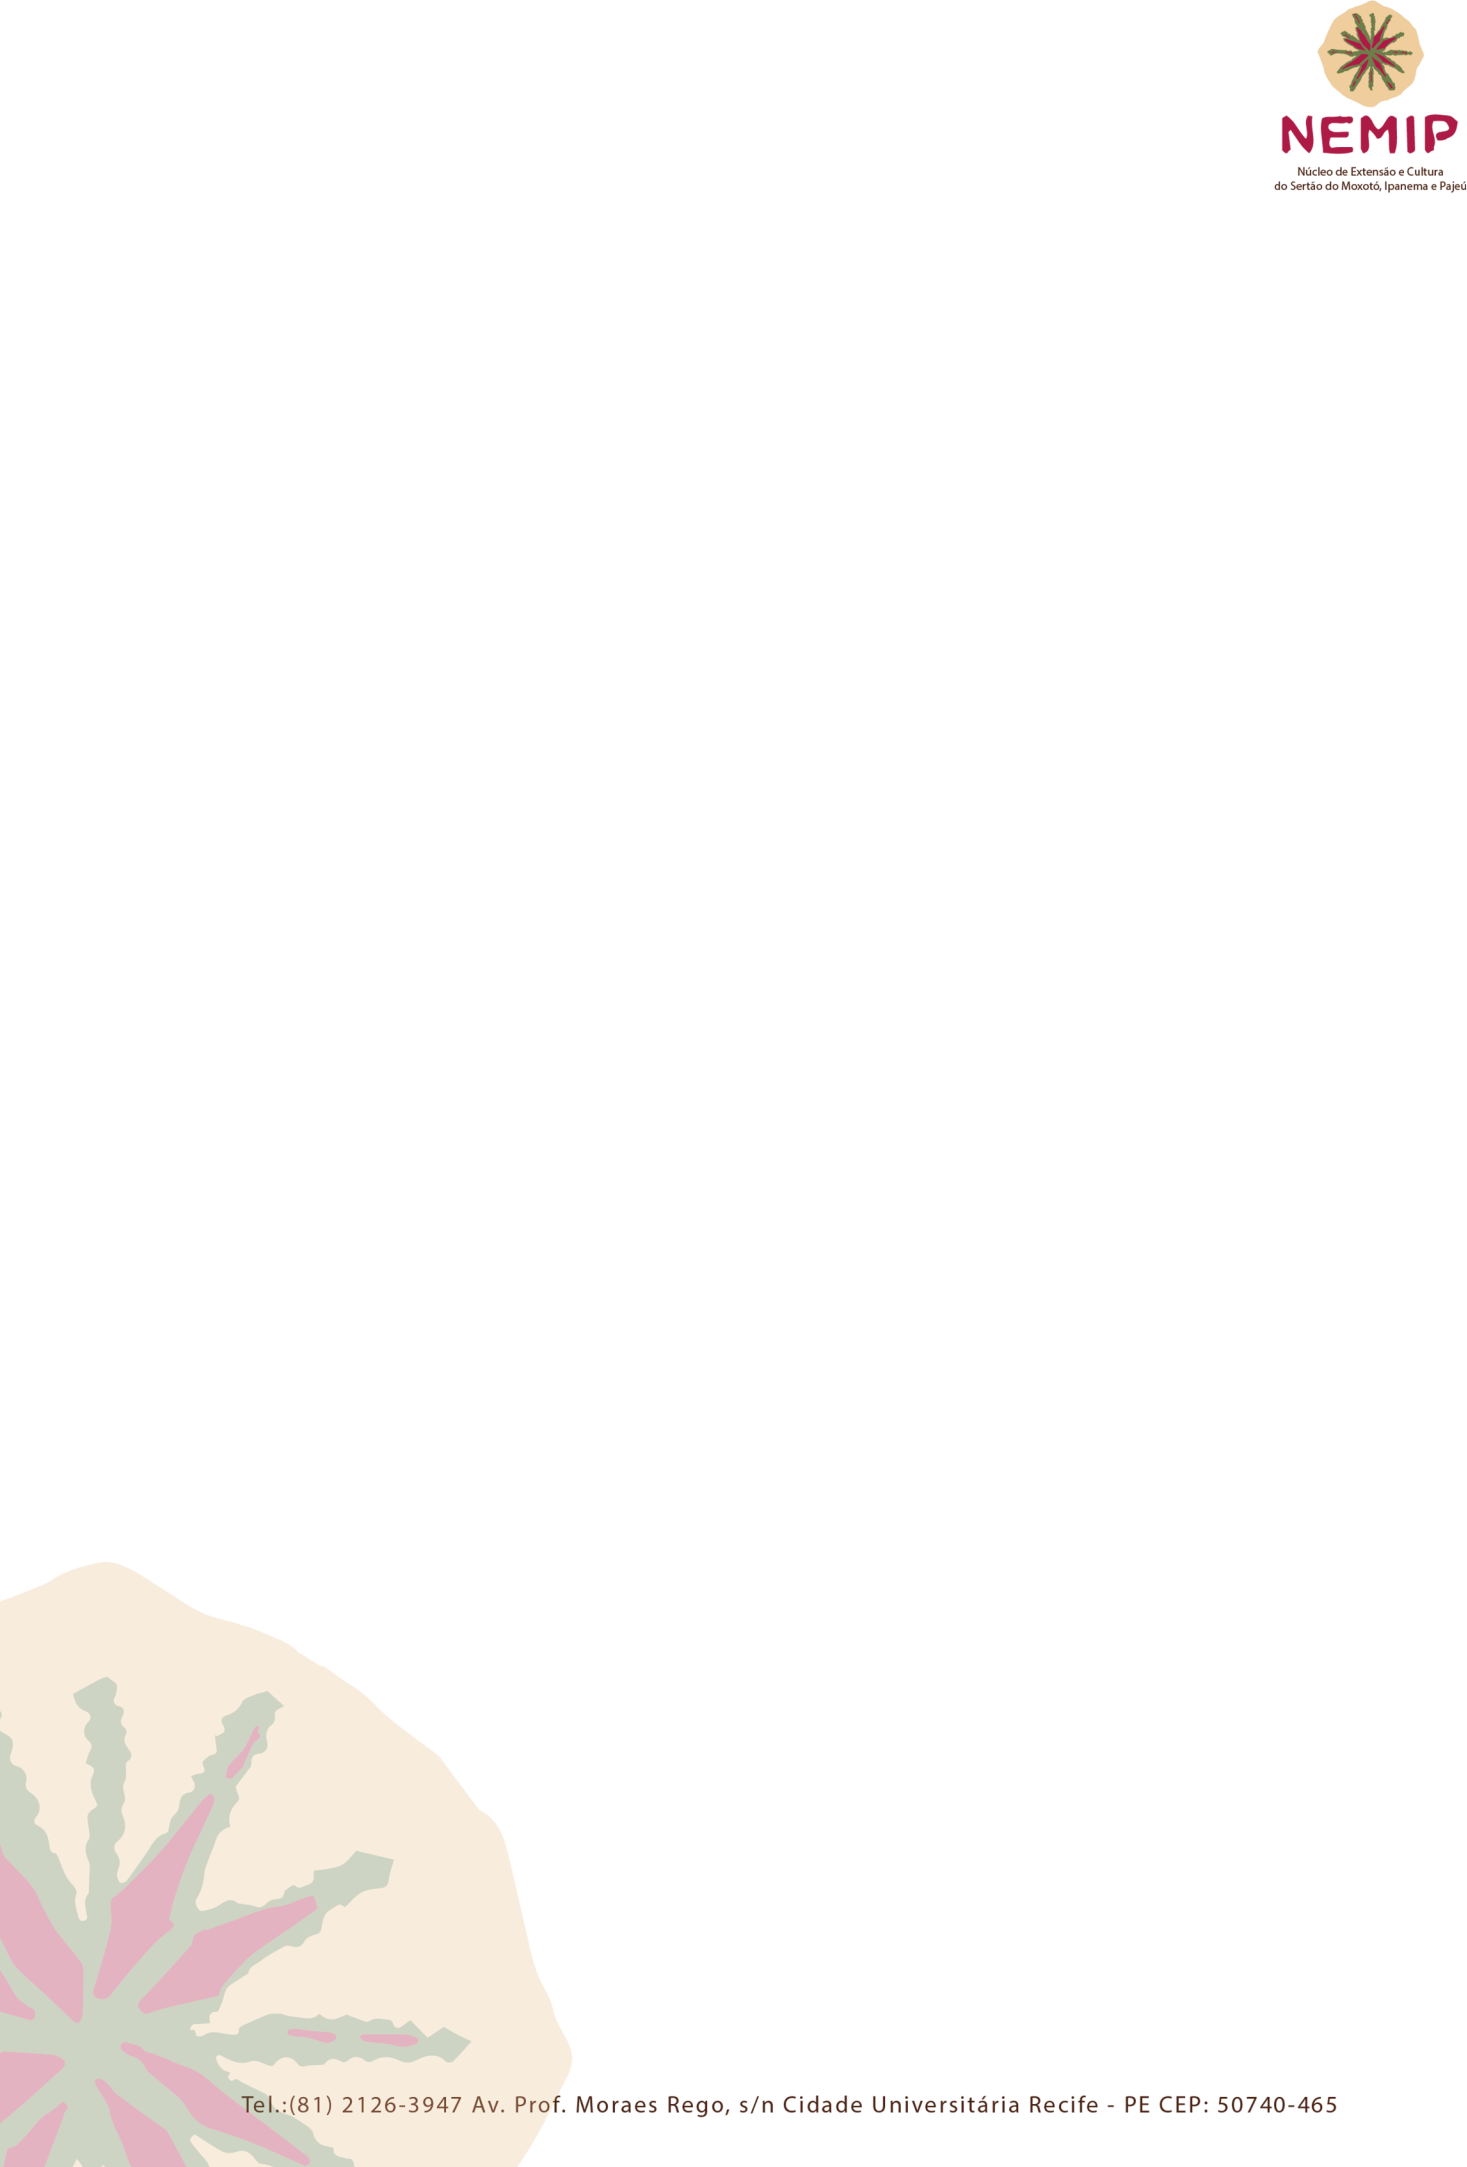 NEMIP
Núcleo de Extensão e Cultura
do Sertão do Moxotó, Ipanema e Pajeú
Tel.:(81) 2126-3947 Av. Prof. Moraes Rego, s/n Cidade Universitária Recife - PE CEP: 50740-465